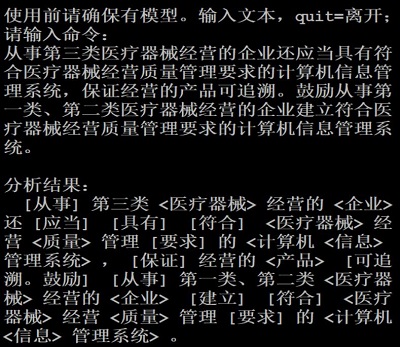 使用前请确保有模型。输入文本，quit=离开；
请输入命令：
从事第三类医疗器械经营的企业还应当具有符
合医疗器械经营质量管理要求的计算机信息管
理系统，保证经营的产品可追溯。鼓励从事第
一类、第二类医疗器械经营的企业建立符合医
疗器械经营质量管理要求的计算机信息管理系
统。
分析结果：
[从事] 第三类 <医疗器械> 经营的 <企业>
还 [应当] [具有] [符合] <医疗器械> 经
营 <质量> 管理 [要求] 的 <计算机 <信息>
管理系统> ， [保证] 经营的 <产品> [可追
溯。鼓励] [从事] 第一类、第二类 <医疗器
械> 经营的 <企业> [建立] [符合] <医疗
器械> 经营 <质量> 管理 [要求] 的 <计算机
<信息> 管理系统> 。